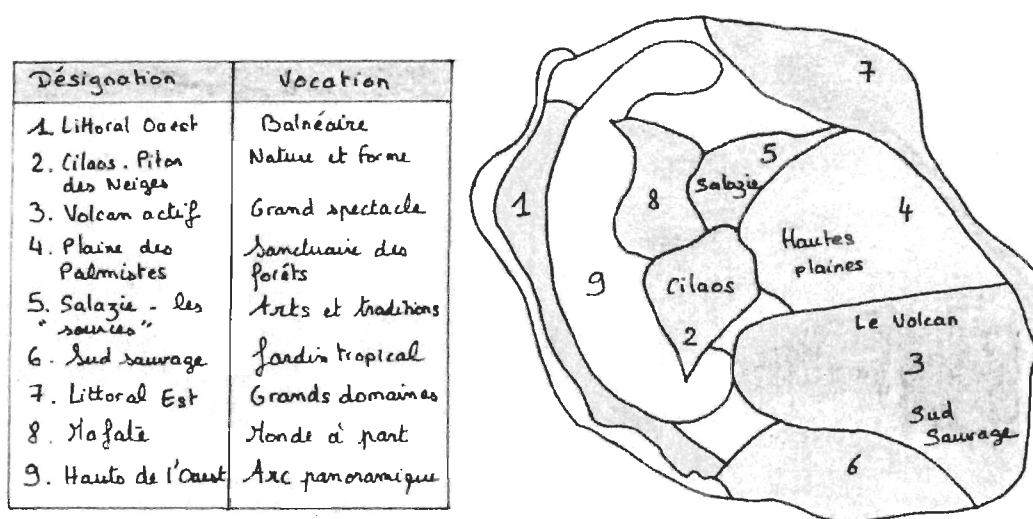 Désignation Vocation
1 Littoral Ouest Balnéaire
2. Cilaos. Piton Nature et forme
des Neiges
3. Volcan actif Grand spectacle
4. Plaine des Sanctuaire des
Palmistes forêts
5. Salazie - les Arts et traditions
"sources"
6. Sud sauvage Jardin tropical
7. Littoral Est Grands domaines
8. Mafate Monde à part
9. Hauts de l'Ouest Arc panoramique
7
5
Salazie
1
8
4
Hautes
plaines
9
Cilaos
2
Le Volcan
3
Sud
Sauvage
6